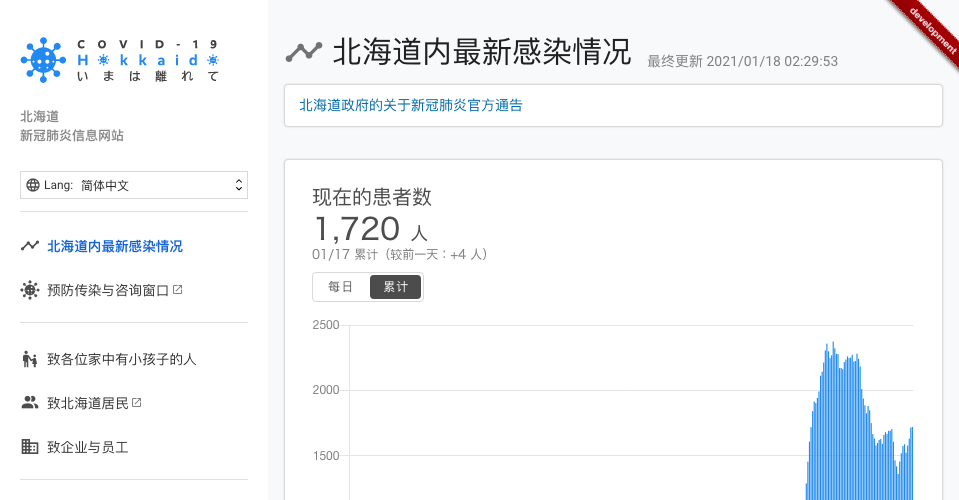 COVID-19
Hokkaido
いまは離れて
北海道
新冠肺炎信息网站
Lang: 简体中文
北海道内最新感染情况
预防传染与咨询窗口
致各位家中有小孩子的人
致北海道居民
致企业与员工
development
北海道内最新感染情况 最终更新 2021/01/18 02:29:53
北海道政府的关于新冠肺炎官方通告
现在的患者数
1,720 人
01/17 累计（较前一天：+4 人）
每日 累计
2500
2000
1500